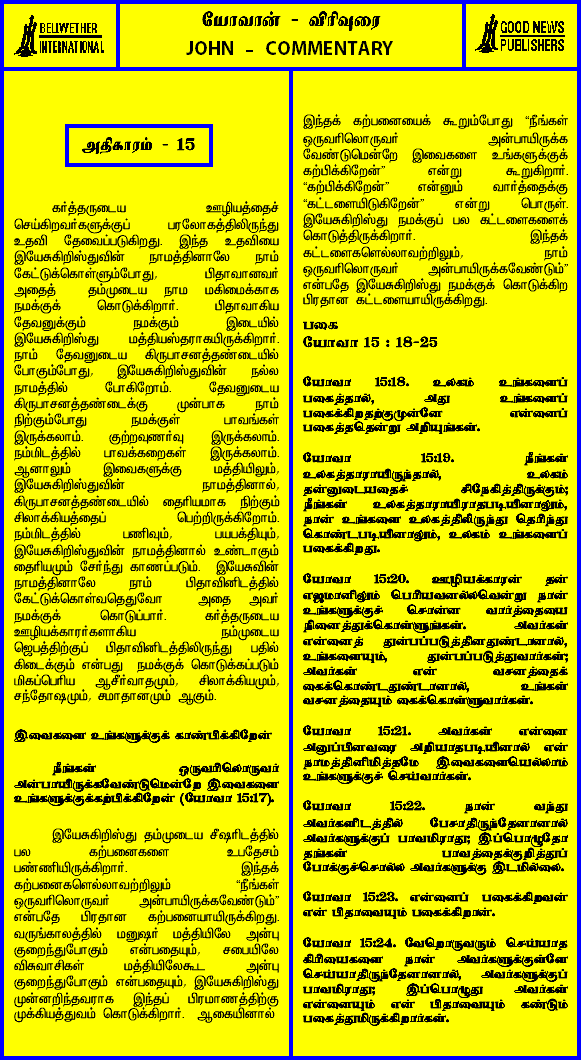 BELWETHER
INTERNATIONAL
யோவான் - விரிவுரை
JOHN - COMMENTARY
GOOD NEWS
PUBLISHERS
அதிகாரம் - 15
கர்த்தருடைய ஊழியத்தைச்
செய்கிறவர்களுக்குப் பரலோகத்திலிருந்து
உதவி தேவைப்படுகிறது. இந்த உதவியை
இயேசுகிறிஸ்துவின் நாமத்தினாலே நாம்
கேட்டுக்கொள்ளும்போது, பிதாவானவர்
அதைத் தம்முடைய நாம மகிமைக்காக
நமக்குக் கொடுக்கிறார். பிதாவாகிய
தேவனுக்கும் நமக்கும் இடையில்
இயேசுகிறிஸ்து மத்தியஸ்தராகயிருக்கிறார்.
நாம் தேவனுடைய கிருபாசனத்தண்டையில்
போகும்போது, இயேசுகிறிஸ்துவின் நல்ல
நாமத்தில் போகிறோம். தேவனுடைய
கிருபாசனத்தண்டைக்கு முன்பாக நாம்
நிற்கும்போது நமக்குள் பாவங்கள்
இருக்கலாம். குற்றவுணர்வு இருக்கலாம்.
நம்மிடத்தில் பாவக்கறைகள் இருக்கலாம்.
ஆனாலும் இவைகளுக்கு மத்தியிலும்,
இயேசுகிறிஸ்துவின் நாமத்தினால்,
கிருபாசனத்தண்டையில் தைரியமாக நிற்கும்
சிலாக்கியத்தைப் பெற்றிருக்கிறோம்.
நம்மிடத்தில் பணிவும், பயபக்தியும்,
இயேசுகிறிஸ்துவின் நாமத்தினால் உண்டாகும்
தைரியமும் சேர்ந்து காணப்படும். இயேசுவின்
நாமத்தினாலே நாம் பிதாவினிடத்தில்
கேட்டுக்கொள்வதெதுவோ அதை அவர்
நமக்குக் கொடுப்பார். கர்த்தருடைய
ஊழியக்காரர்களாகிய நம்முடைய
ஜெபத்திற்குப் பிதாவினிடத்திலிருந்து பதில்
கிடைக்கும் என்பது நமக்குக் கொடுக்கப்படும்
மிகப்பெரிய ஆசீர்வாதமும், சிலாக்கியமும்,
சந்தோஷமும், சமாதானமும் ஆகும்.
இவைகளை உங்களுக்குக் காண்பிக்கிறேன்
நீங்கள் ஒருவரிலொருவர்
அன்பாயிருக்கவேண்டுமென்றே இவைகளை
உங்களுக்குக்கற்பிக்கிறேன் (யோவா 15:17).
இயேசுகிறிஸ்து தம்முடைய சீஷரிடத்தில்
பல கற்பனைகளை உபதேசம்
பண்ணியிருக்கிறார். இந்தக்
கற்பனைகளெல்லாவற்றிலும் “நீங்கள்
ஒருவரிலொருவர் அன்பாயிருக்கவேண்டும்”
என்பதே பிரதான கற்பனையாயிருக்கிறது.
வருங்காலத்தில் மனுஷர் மத்தியிலே அன்பு
குறைந்துபோகும் என்பதையும், சபையிலே
விசுவாசிகள் மத்தியிலேகூட அன்பு
குறைந்துபோகும் என்பதையும், இயேசுகிறிஸ்து
முன்னறிந்தவராக இந்தப் பிரமாணத்திற்கு
முக்கியத்துவம் கொடுக்கிறார். ஆகையினால்
இந்தக் கற்பனையைக் கூறும்போது “நீங்கள்
ஒருவரிலொருவர் அன்பாயிருக்க
வேண்டுமென்றே இவைகளை உங்களுக்குக்
கற்பிக்கிறேன்” என்று கூறுகிறார்.
“கற்பிக்கிறேன்” என்னும் வார்த்தைக்கு
“கட்டளையிடுகிறேன்” என்று பொருள்.
இயேசுகிறிஸ்து நமக்குப் பல கட்டளைகளைக்
கொடுத்திருக்கிறார். இந்தக்
கட்டளைகளெல்லாவற்றிலும், நாம்
ஒருவரிலொருவர் அன்பாயிருக்கவேண்டும்”
என்பதே இயேசுகிறிஸ்து நமக்குக் கொடுக்கிற
பிரதான கட்டளையாயிருக்கிறது.
பகை
யோவா 15 : 18-25
யோவா 15:18. உலகம் உங்களைப்
பகைத்தால், அது உங்களைப்
பகைக்கிறதற்குமுன்னே என்னைப்
பகைத்ததென்று அறியுங்கள்.
யோவா 15:19. நீங்கள்
உலகத்தாராயிருந்தால், உலகம்
தன்னுடையதைச் சிநேகித்திருக்கும்;
நீங்கள் உலகத்தாராயிராதபடியினாலும்,
நான் உங்களை உலகத்திலிருந்து தெரிந்து
கொண்டபடியினாலும், உலகம் உங்களைப்
பகைக்கிறது.
யோவா 15:20. ஊழியக்காரன் தன்
எஜமானிலும் பெரியவனல்லவென்று நான்
உங்களுக்குச் சொன்ன வார்த்தையை
நினைத்துக்கொள்ளுங்கள். அவர்கள்
என்னைத் துன்பப்படுத்தினதுண்டானால்,
உங்களையும், துன்பப்படுத்துவார்கள்;
அவர்கள் என் வசனத்தைக்
கைக்கொண்டதுண்டானால், உங்கள்
வசனத்தையும் கைக்கொள்ளுவார்கள்.
யோவா 15:21. அவர்கள் என்னை
அனுப்பினவரை அறியாதபடியினால் என்
நாமத்தினிமித்தமே இவைகளையெல்லாம்
உங்களுக்குச் செய்வார்கள்.
யோவா 15:22. நான் வந்து
அவர்களிடத்தில் பேசாதிருந்தேனானால்
அவர்களுக்குப் பாவமிராது; இப்பொழுதோ
தங்கள் பாவத்தைக்குறித்துப்
போக்குச்சொல்ல அவர்களுக்கு இடமில்லை.
யோவா 15:23. என்னைப் பகைக்கிறவன்
என் பிதாவையும் பகைக்கிறான்.
யோவா 15:24. வேறொருவரும் செய்யாத
கிரியைகளை நான் அவர்களுக்குள்ளே
செய்யாதிருந்தேனானால், அவர்களுக்குப்
பாவமிராது; இப்பொழுது அவர்கள்
என்னையும் என் பிதாவையும் கண்டும்
பகைத்துமிருக்கிறார்கள்.